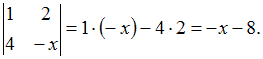 |1 2; 4 −x| = 1·(−x) − 4·2 = −x − 8.